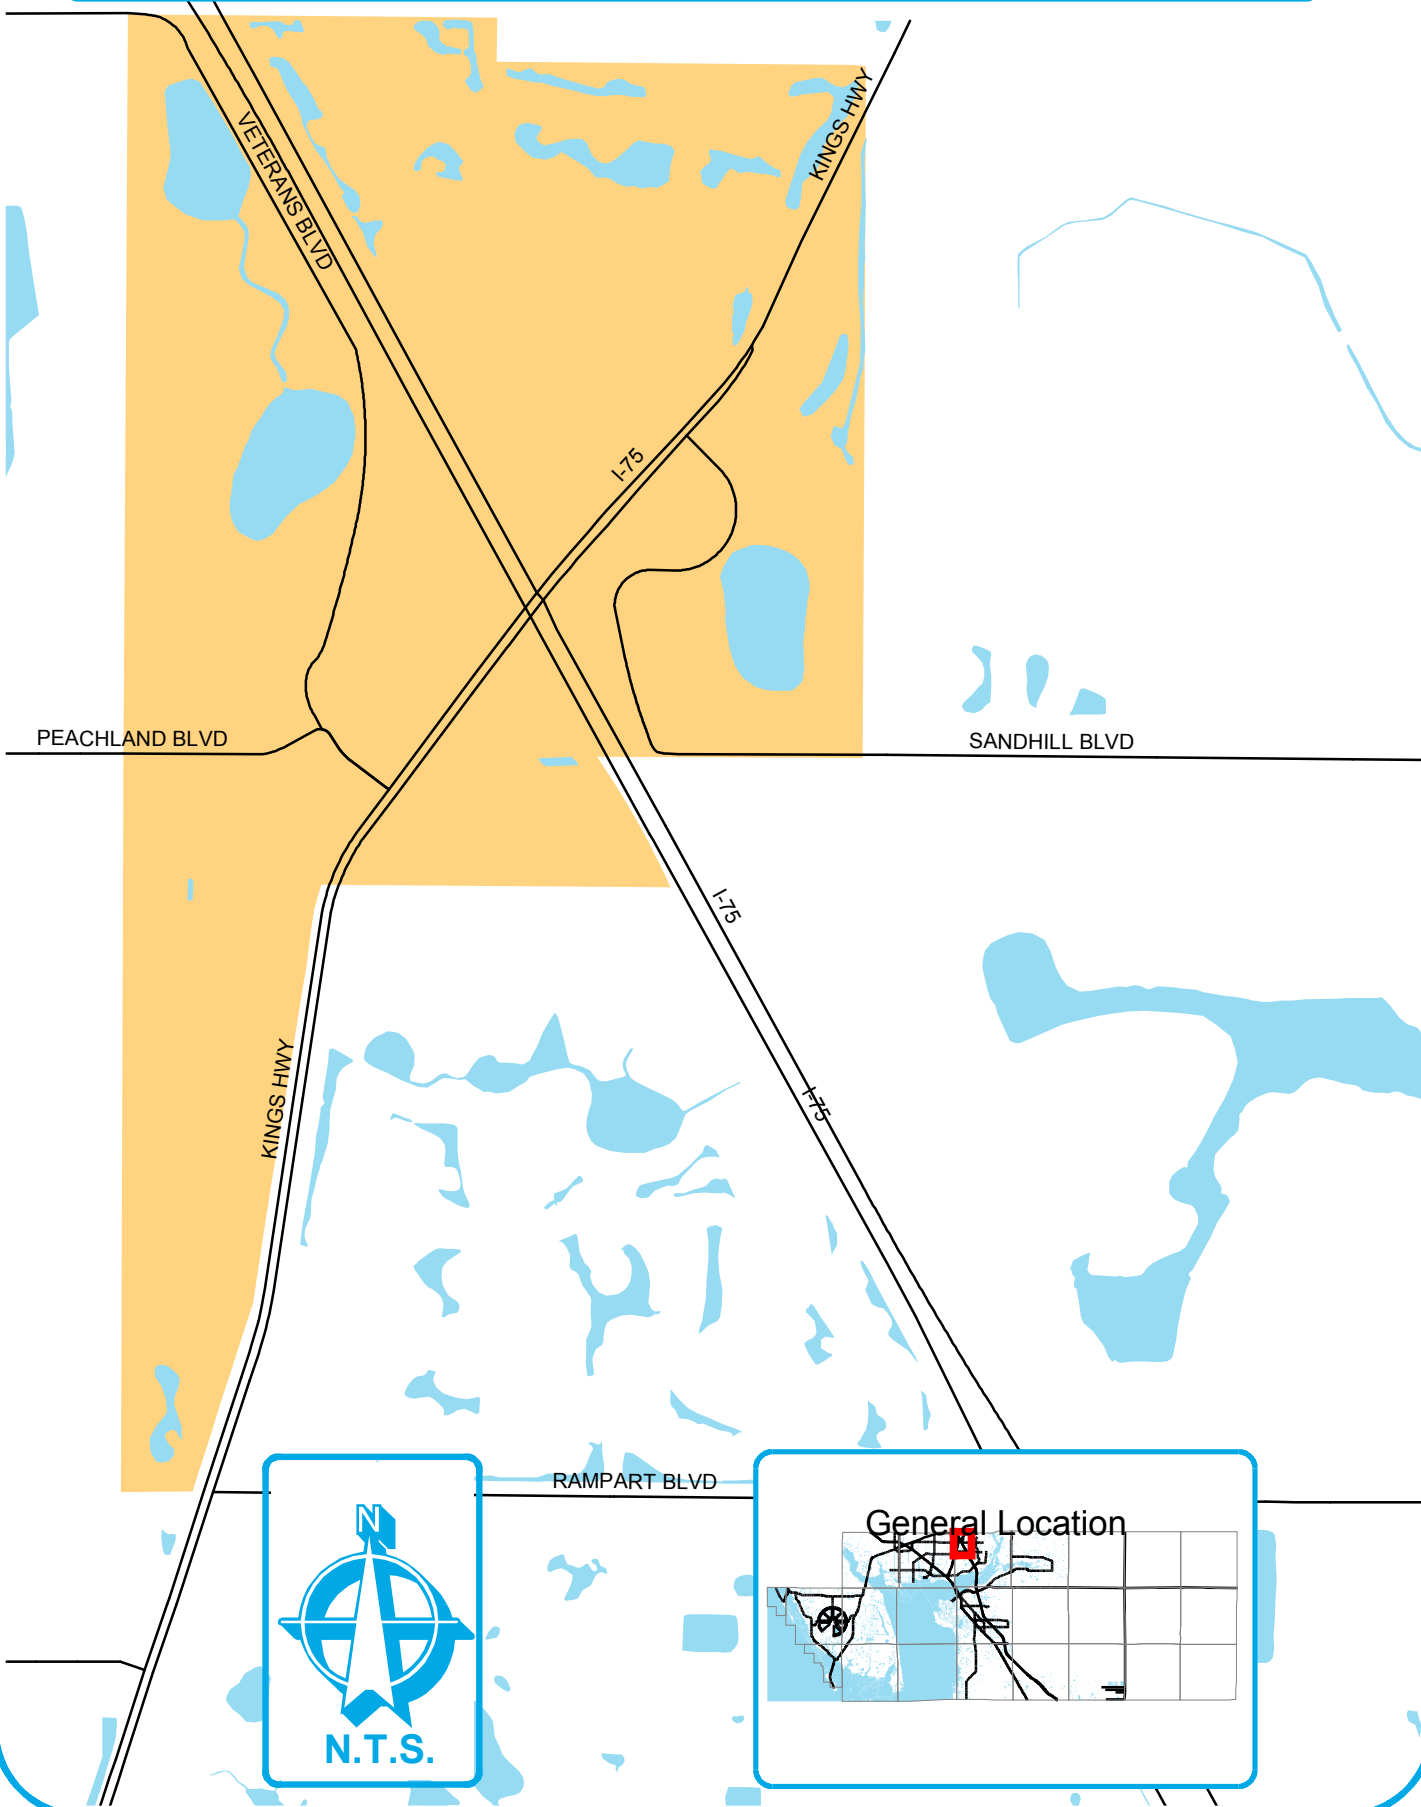 KINGS HWY
VETERANS BLVD
I-75
PEACHLAND BLVD
SANDHILL BLVD
I-75
KINGS HWY
I-75
RAMPART BLVD
N
N.T.S.
General Location